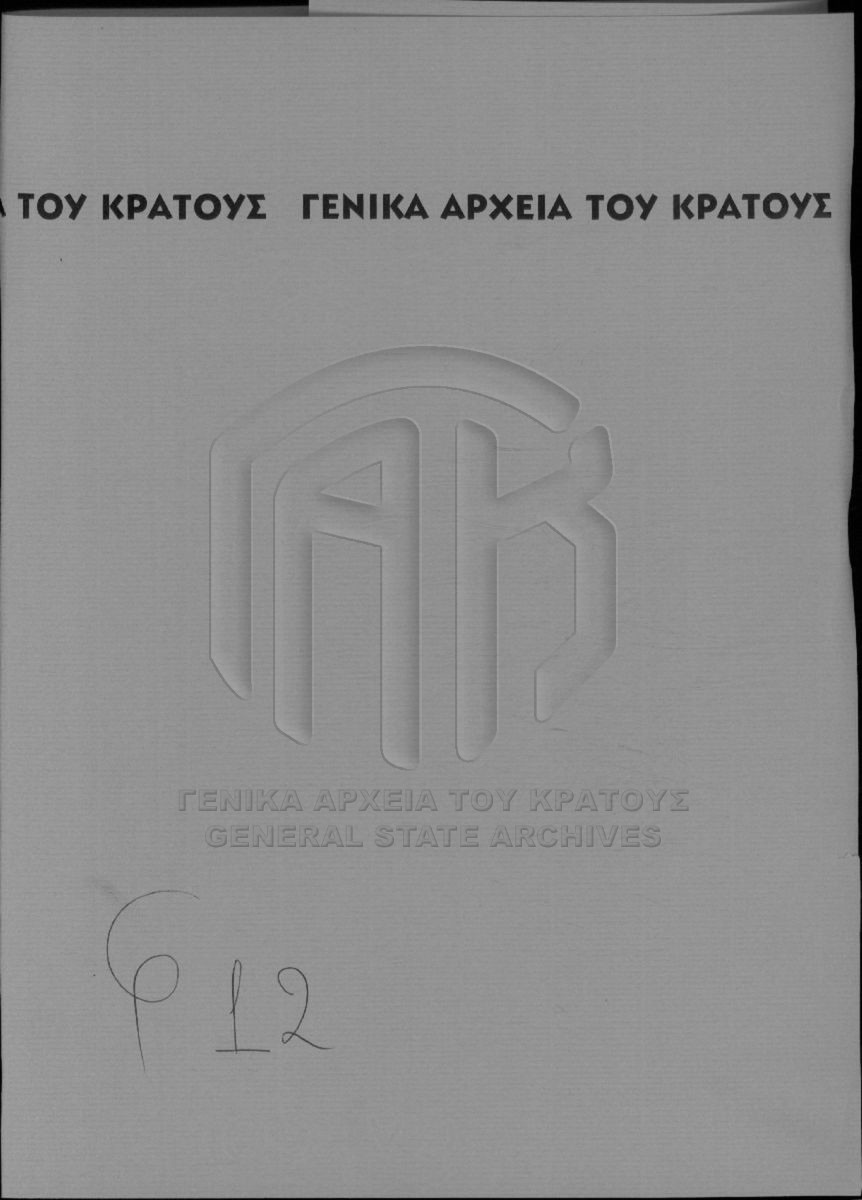 Α ΤΟΥ ΚΡΑΤΟΥΣ ΓΕΝΙΚΑ ΑΡΧΕΙΑ ΤΟΥ ΚΡΑΤΟΥΣ
ΓΑΚ
ΓΕΝΙΚΑ ΑΡΧΕΙΑ ΤΟΥ ΚΡΑΤΟΥΣ
GENERAL STATE ARCHIVES
φ 12